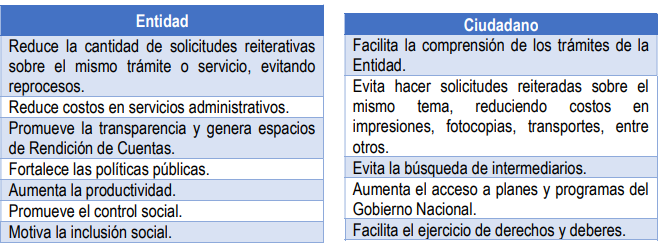 Entidad
Reduce la cantidad de solicitudes reiterativas
sobre el mismo trámite o servicio, evitando
reprocesos.
Reduce costos en servicios administrativos.
Promueve la transparencia y genera espacios
de Rendición de Cuentas.
Fortalece las políticas públicas.
Aumenta la productividad.
Promueve el control social.
Motiva la inclusión social.
Ciudadano
Facilita la comprensión de los trámites de la
Entidad.
Evita hacer solicitudes reiteradas sobre el
mismo tema, reduciendo costos en
impresiones, fotocopias, transportes, entre
otros.
Evita la búsqueda de intermediarios.
Aumenta el acceso a planes y programas del
Gobierno Nacional.
Facilita el ejercicio de derechos y deberes.